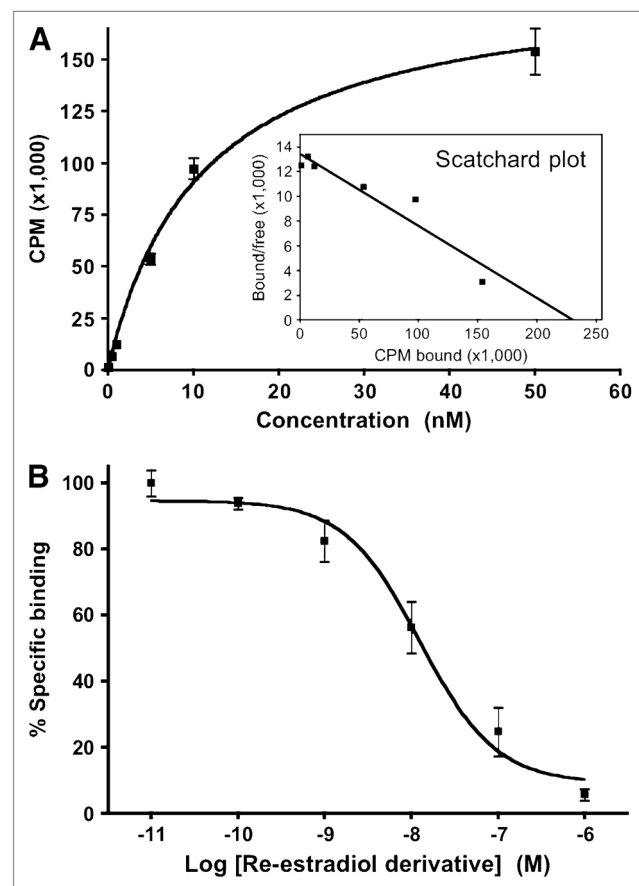 A
CPM (x1,000)
150
125
100
75
50
25
0
0 10 20 30 40 50 60
Concentration (nM)
Scatchard plot
Bound/free (x1,000)
14
12
10
8
6
4
2
0
0 50 100 150 200 250
CPM bound (x1,000)
B
% Specific binding
100
80
60
40
20
0
-11 -10 -9 -8 -7 -6
Log [Re-estradiol derivative] (M)